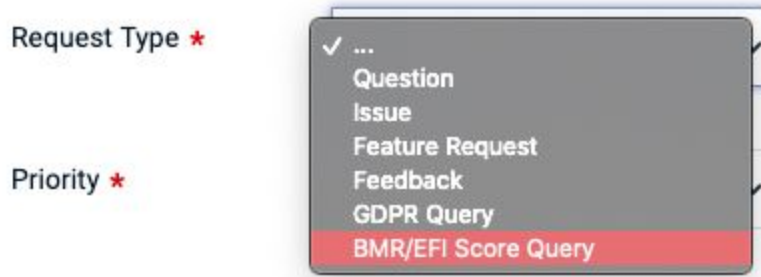 Request Type *
...
Question
Issue
Feature Request
Feedback
Priority *
GDPR Query
BMR/EFI Score Query